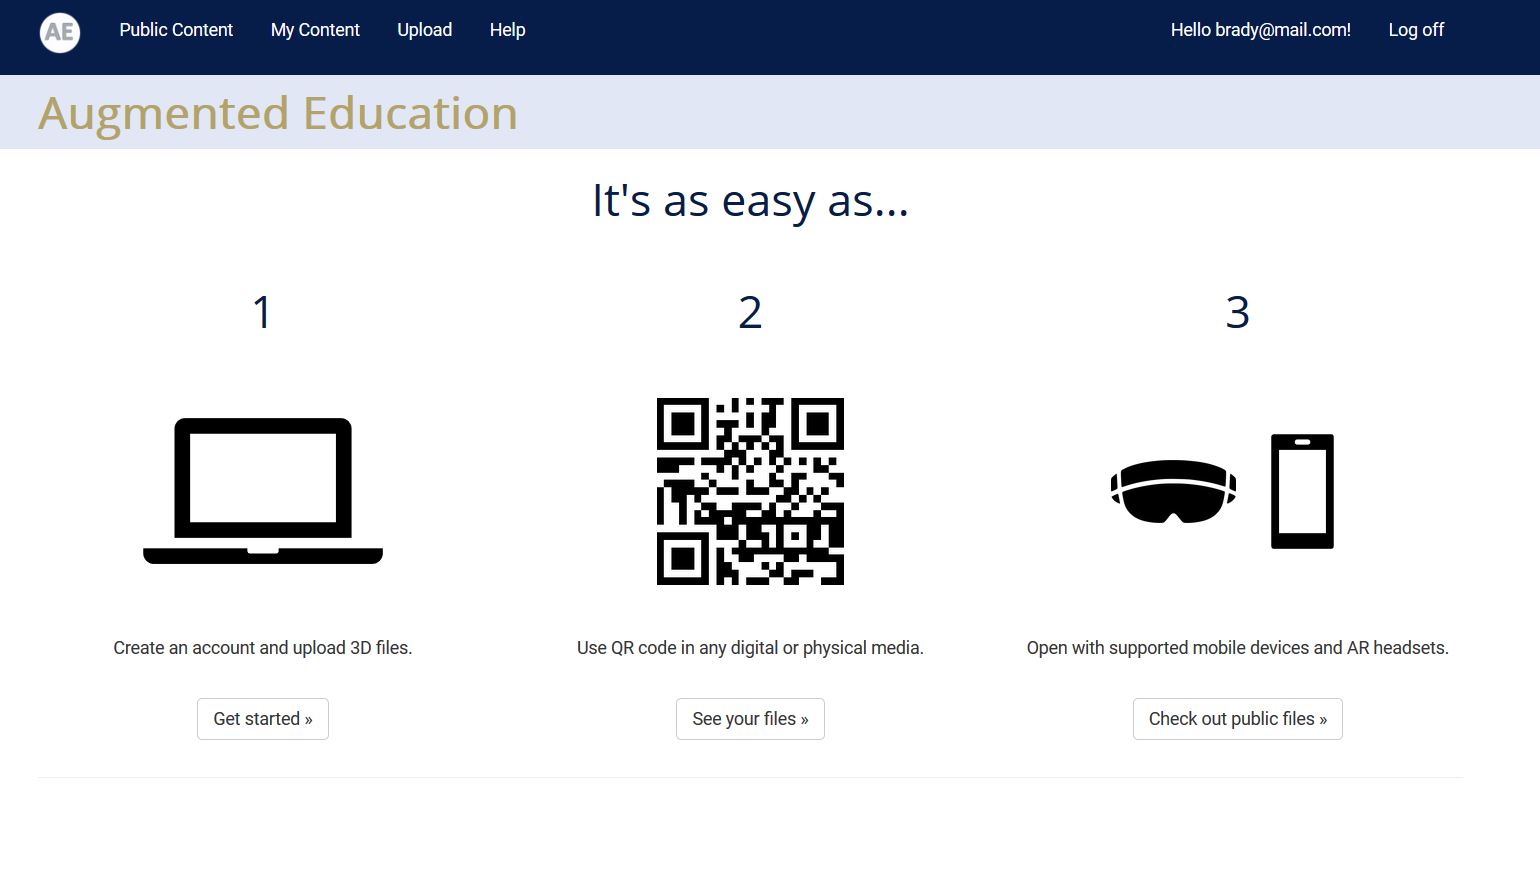 AE
Public Content
My Content
Upload
Help
Hello brady@mail.com!
Log off
Augmented Education
It's as easy as...
1
2
3
Create an account and upload 3D files.
Use QR code in any digital or physical media.
Open with supported mobile devices and AR headsets.
Get started »
See your files »
Check out public files »